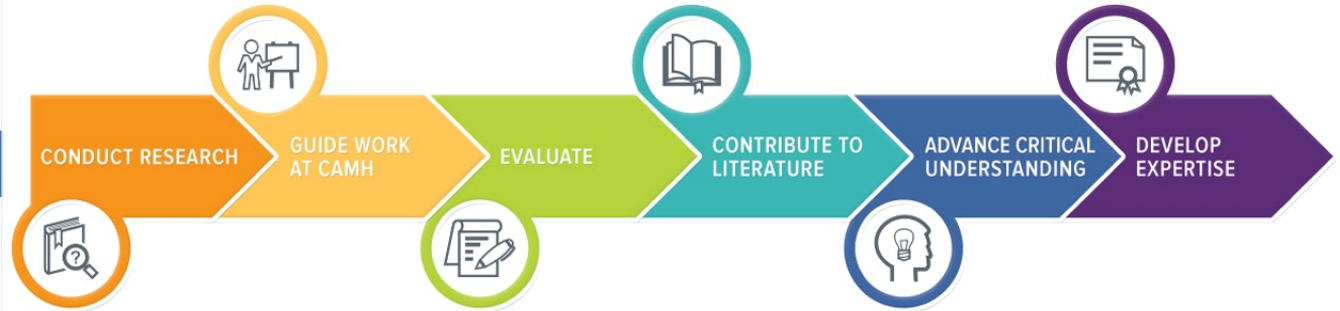 CONDUCT RESEARCH
GUIDE WORK
AT CAMH
EVALUATE
CONTRIBUTE TO
LITERATURE
ADVANCE CRITICAL
UNDERSTANDING
DEVELOP
EXPERTISE
?